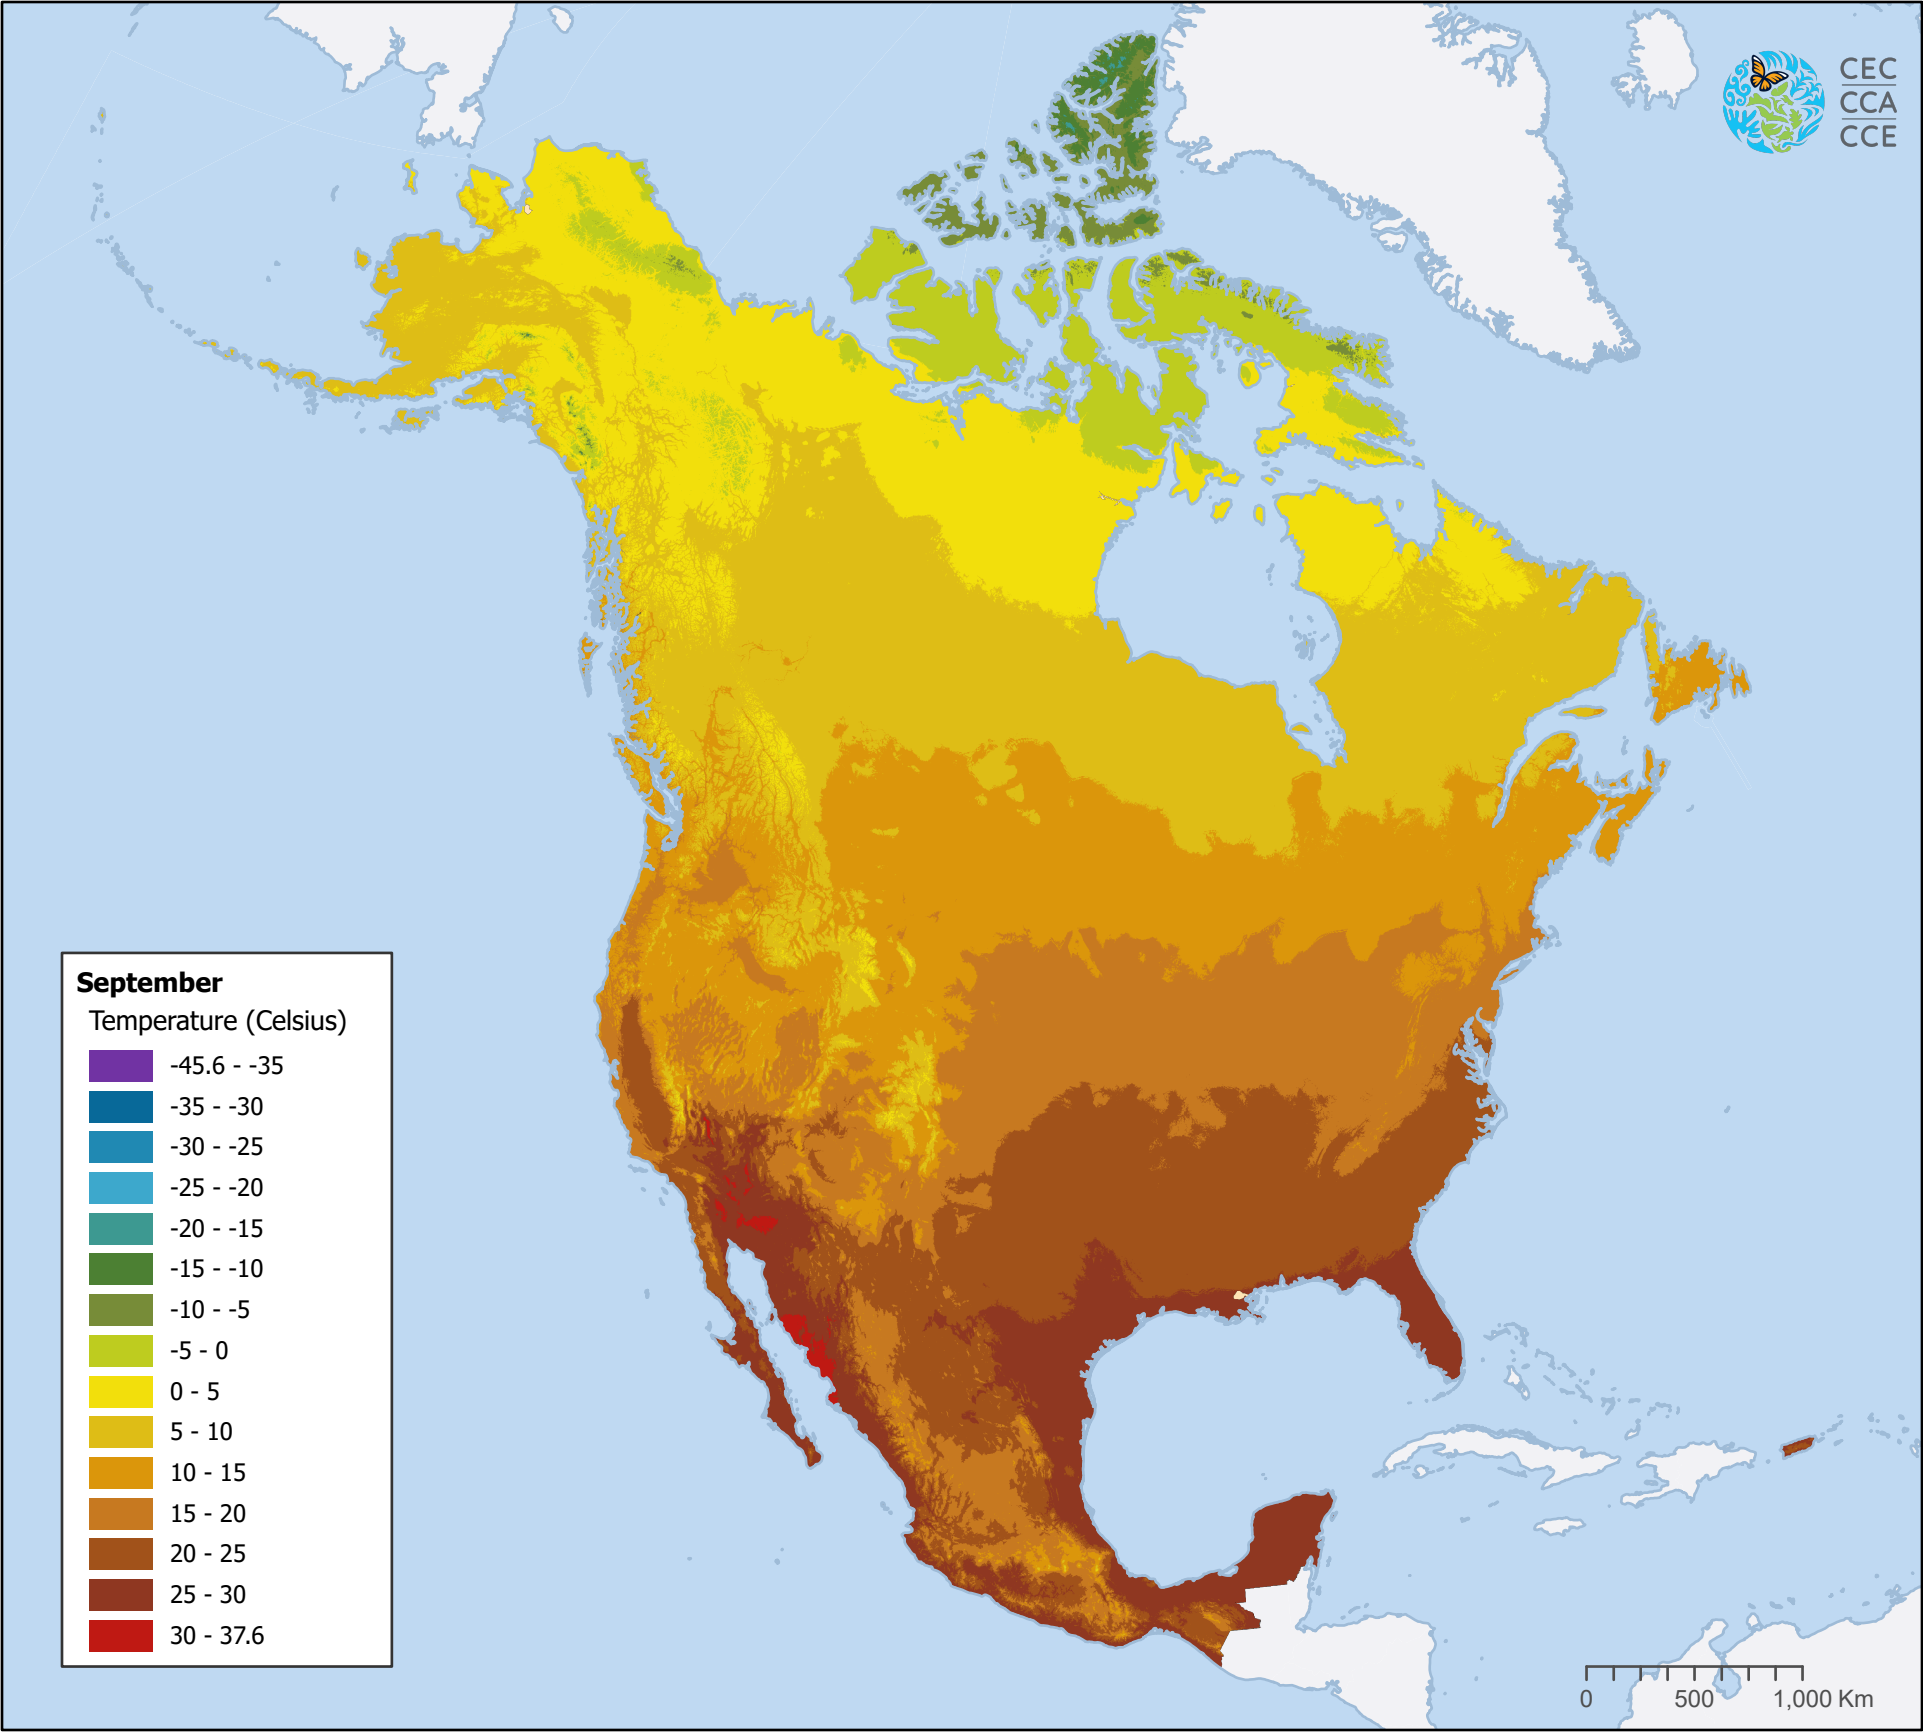 CEC
CCA
CCE
September
Temperature (Celsius)
-45.6 - -35
-35 - -30
-30 - -25
-25 - -20
-20 - -15
-15 - -10
-10 - -5
-5 - 0
0 - 5
5 - 10
10 - 15
15 - 20
20 - 25
25 - 30
30 - 37.6
0 500 1,000 Km